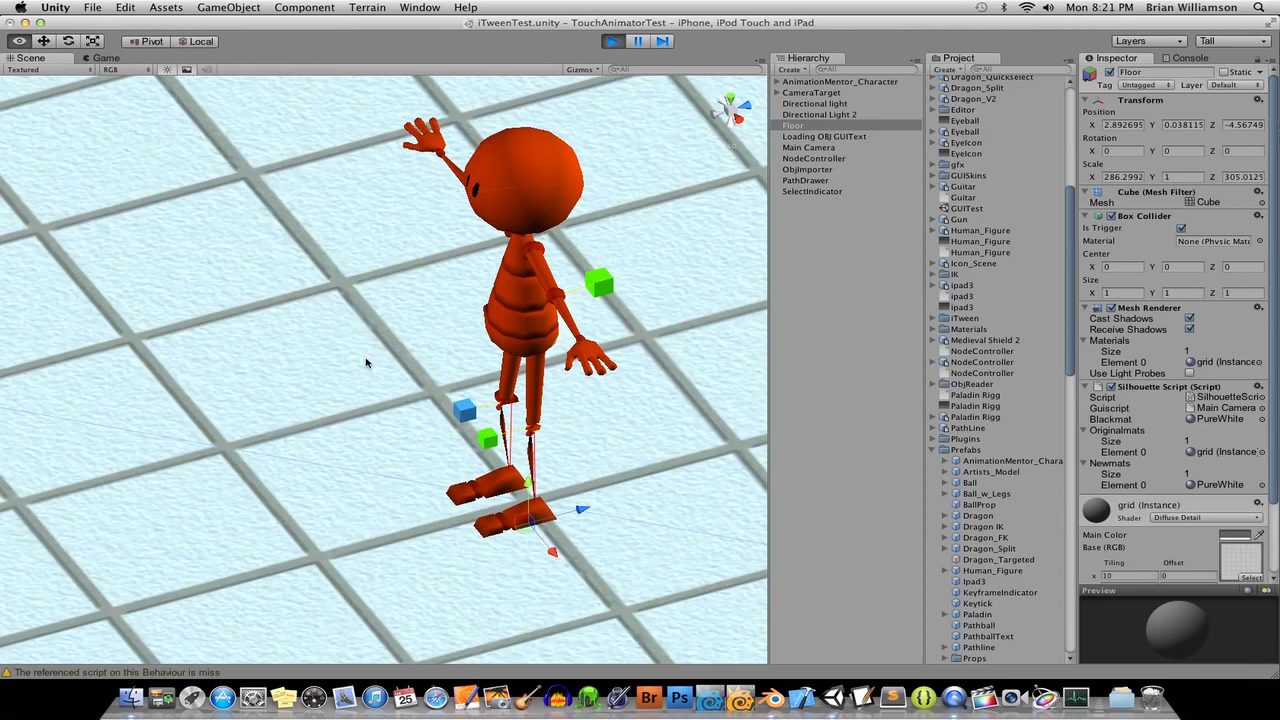 Unity File Edit Assets GameObject Component Terrain Window Help Mon 8:21 PM Brian Williamson
iTweenTest.unity - TouchAnimatorTest - iPhone, iPod Touch and iPad
Pivot Local Layers Tall
Scene Game
Textured RGB Gizmos All
Hierarchy
Create All
AnimationMentor_Character
CameraTarget
Directional light
Directional Light 2
Floor
Loading OBJ GUIText
Main Camera
NodeController
ObjImporter
PathDrawer
SelectIndicator
Project
Create All
Dragon_Quickselect
Dragon_Split
Dragon_V2
Editor
Eyeball
Eyeball
EyeIcon
EyeIcon
gfx
GUISkins
Guitar
Guitar
GUITest
Gun
Human_Figure
Human_Figure
Human_Figure
Icon_Scene
IK
ipad3
ipad3
ipad3
iTween
Materials
Medieval Shield 2
NodeController
NodeController
NodeController
ObjReader
Paladin Rigg
Paladin Rigg
Paladin Rigg
PathLine
Plugins
Prefabs
AnimationMentor_Chara
Artists_Model
Ball
Ball_w_Legs
BallProp
Dragon
Dragon IK
Dragon_FK
Dragon_Split
Dragon_Targeted
Human_Figure
Ipad3
KeyframeIndicator
Keytick
Paladin
Pathball
PathballText
Pathline
Props
Inspector Console
Floor Static
Tag Untagged Layer Default
Transform
Position
X 2.892695 Y 0.038115 Z -4.56749
Rotation
X 0 Y 0 Z 0
Scale
X 286.2992 Y 1 Z 305.0125
Cube (Mesh Filter)
Mesh Cube
Box Collider
Is Trigger
Material None (Physic Mate
Center
X 0 Y 0 Z 0
Size
X 1 Y 1 Z 1
Mesh Renderer
Cast Shadows
Receive Shadows
Materials
Size 1
Element 0 grid (Instance
Use Light Probes
Silhouette Script (Script)
Script SilhouetteScrip
Guiscript Main Camera
Blackmat PureWhite
Originalmats
Size 1
Element 0 grid (Instance
Newmats
Size 1
Element 0 PureWhite
grid (Instance)
Shader Diffuse Detail
Main Color
Base (RGB)
Tiling Offset
x 10 0
Select
Preview
The referenced script on this Behaviour is miss
25 Br Ps